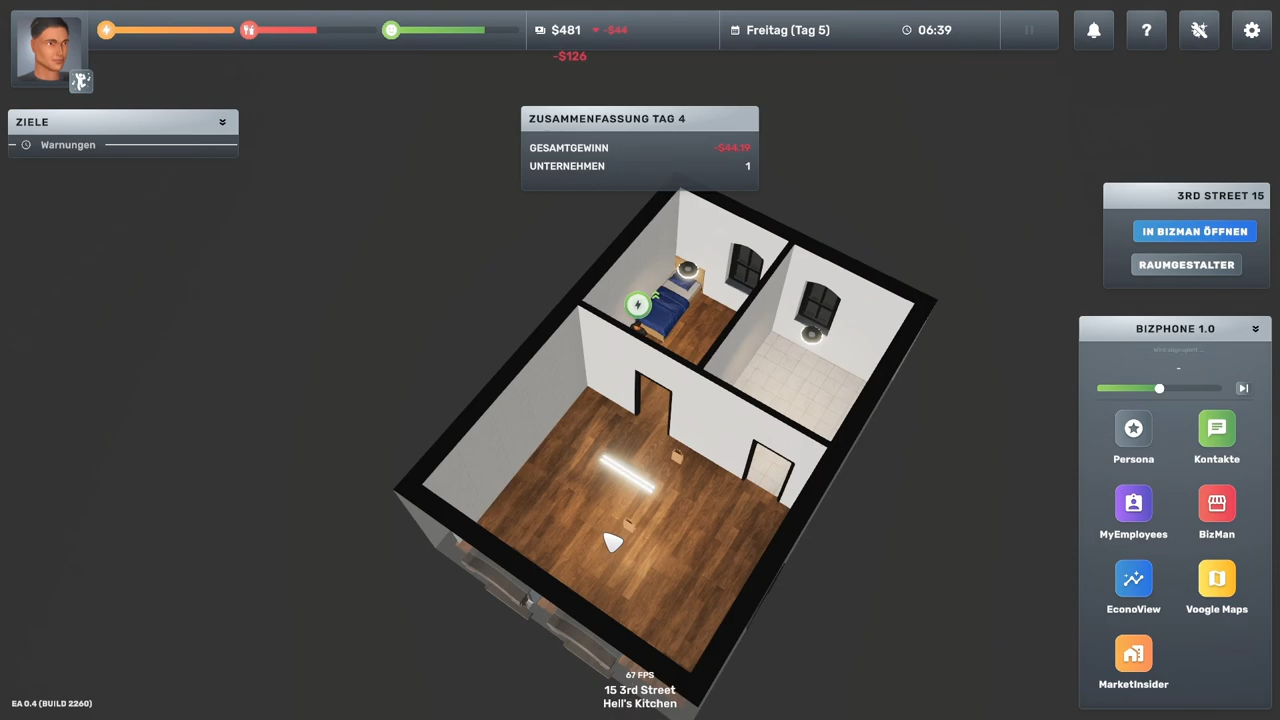 $481
-$44
Freitag (Tag 5)
06:39
-$126
ZIELE
Warnungen
ZUSAMMENFASSUNG TAG 4
GESAMTGEWINN
-$44.19
UNTERNEHMEN
1
3RD STREET 15
IN BIZMAN ÖFFNEN
RAUMGESTALTER
BIZPHONE 1.0
-
Persona
Kontakte
MyEmployees
BizMan
EconoView
Voogle Maps
MarketInsider
67 FPS
15 3rd Street
Hell's Kitchen
EA 0.4 (BUILD 2260)